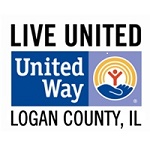 LIVE UNITED
United
Way
LOGAN COUNTY, IL